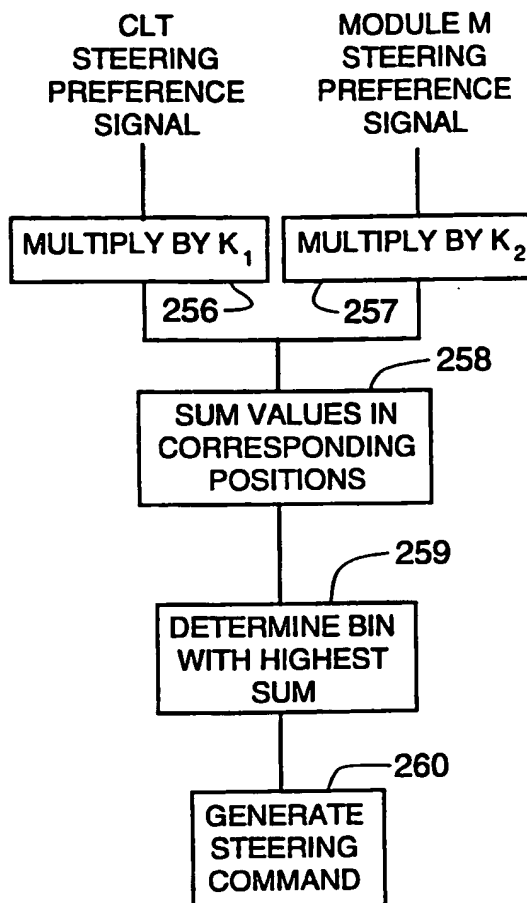 CLT
STEERING
PREFERENCE
SIGNAL
MODULE M
STEERING
PREFERENCE
SIGNAL
MULTIPLY BY K1
MULTIPLY BY K2
256
257
258
SUM VALUES IN
CORRESPONDING
POSITIONS
259
DETERMINE BIN
WITH HIGHEST
SUM
260
GENERATE
STEERING
COMMAND